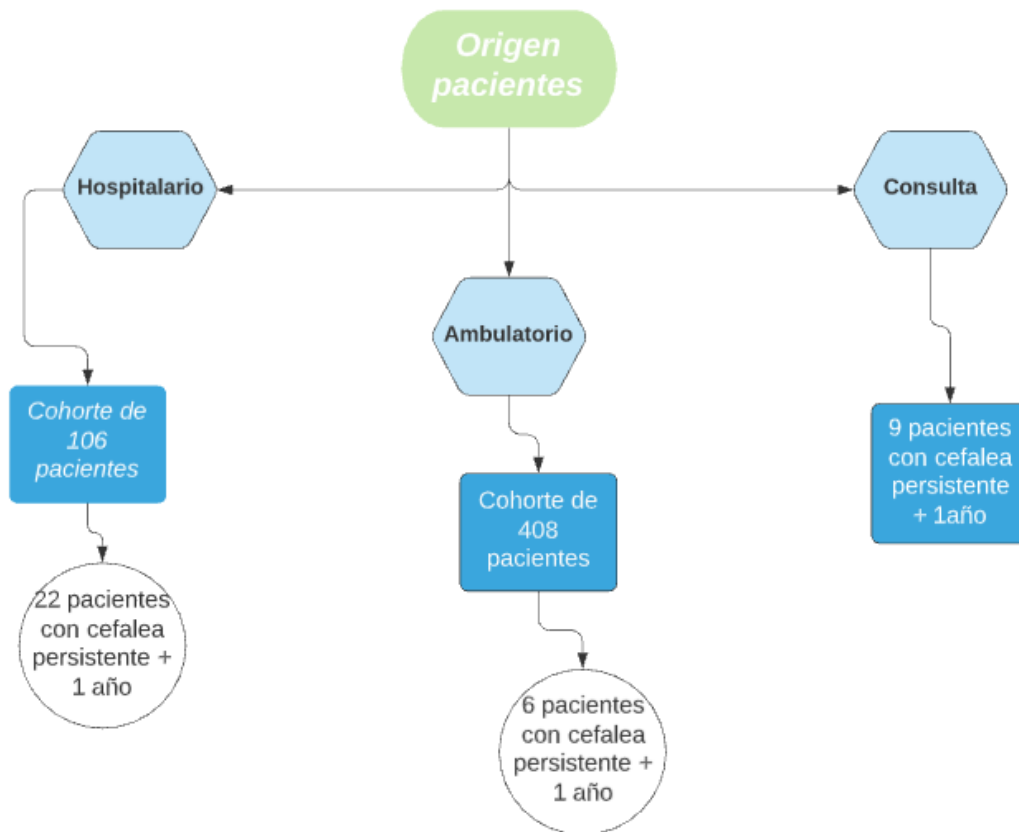 Origen
pacientes
Hospitalario
Consulta
Ambulatorio
Cohorte de
106
pacientes
9 pacientes
con cefalea
persistente
+ 1año
Cohorte de
408
pacientes
22 pacientes
con cefalea
persistente +
1 año
6 pacientes
con cefalea
persistente +
1 año